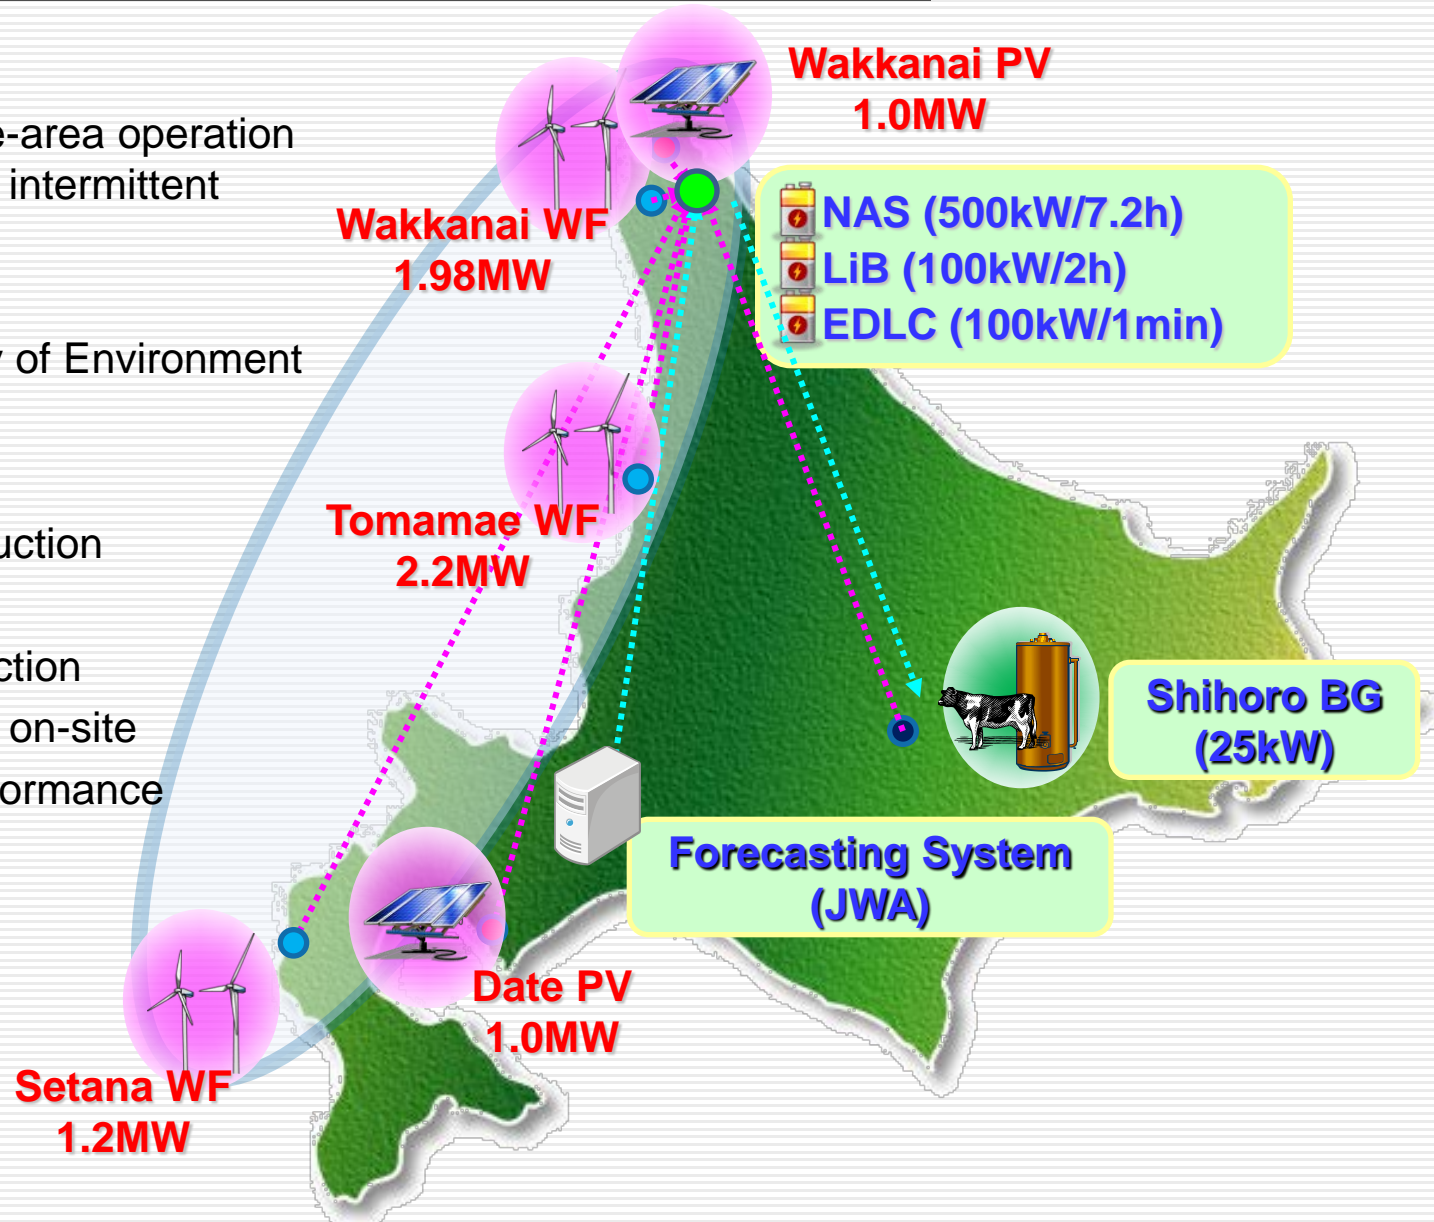 e-area operation
intermittent
y of Environment
uction
ction
on-site
ormance
Wakkanai PV
1.0MW
Wakkanai WF
1.98MW
NAS (500kW/7.2h)
LiB (100kW/2h)
EDLC (100kW/1min)
Tomamae WF
2.2MW
Shihoro BG
(25kW)
Forecasting System
(JWA)
Date PV
1.0MW
Setana WF
1.2MW